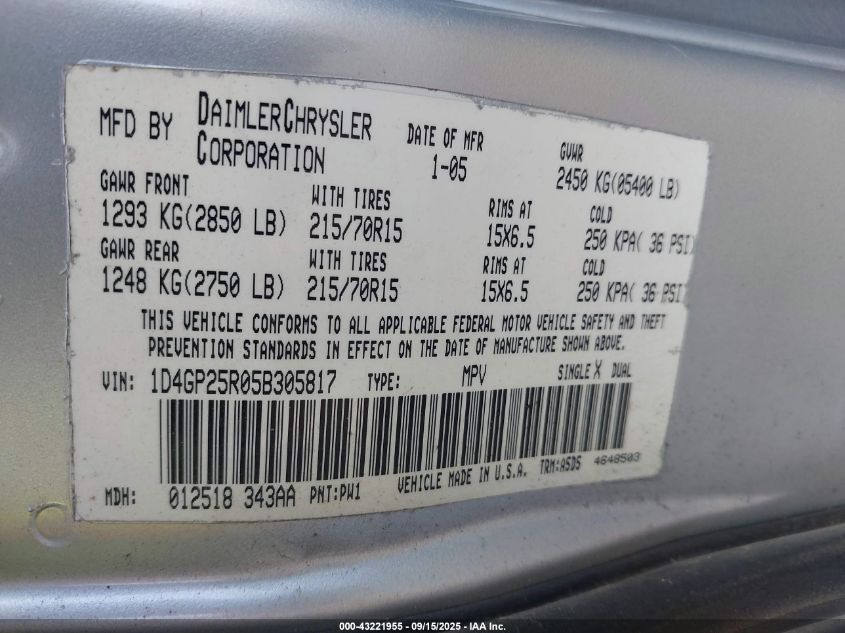 MFD BY DAIMLERCHRYSLER CORPORATION
DATE OF MFR 1-05
GVWR 2450 KG(05400 LB)
GAWR FRONT WITH TIRES RIMS AT COLD
1293 KG(2850 LB) 215/70R15 15X6.5 250 KPA( 36 PSI)
GAWR REAR WITH TIRES RIMS AT COLD
1248 KG(2750 LB) 215/70R15 15X6.5 250 KPA( 36 PSI)
THIS VEHICLE CONFORMS TO ALL APPLICABLE FEDERAL MOTOR VEHICLE SAFETY AND THEFT
PREVENTION STANDARDS IN EFFECT ON THE DATE OF MANUFACTURE SHOWN ABOVE.
VIN: 1D4GP25R05B305817 TYPE: MPV SINGLE X DUAL
MDH: 012518 343AA PNT:PW1 VEHICLE MADE IN U.S.A. TRM:A5D5 4648503
000-43221955 - 09/15/2025 - IAA Inc.